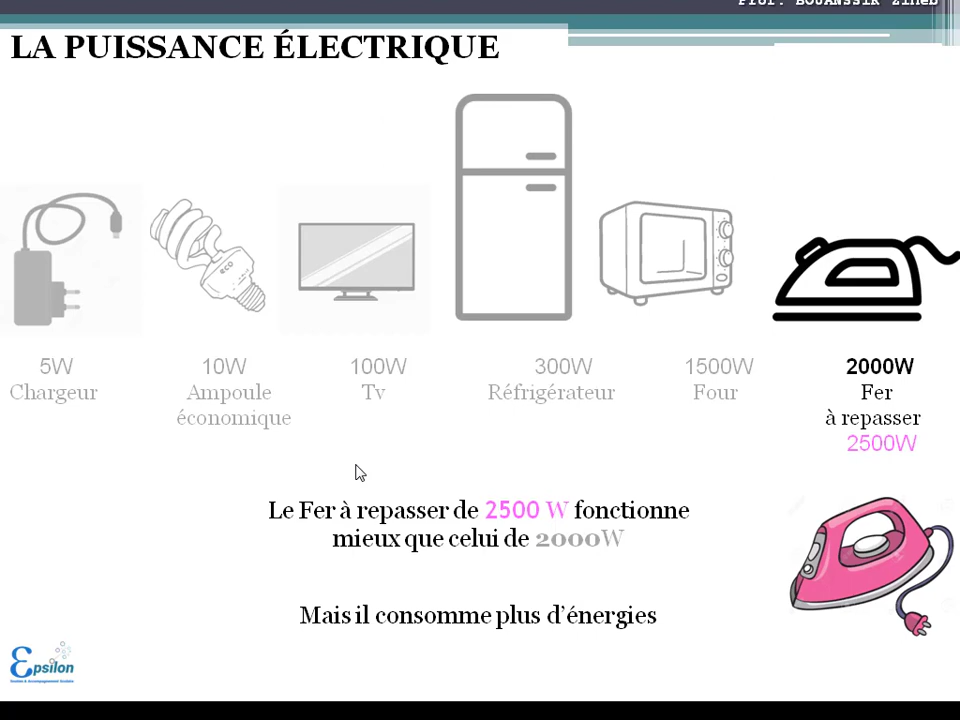 Prof. BOUANSSIR Zineb
LA PUISSANCE ÉLECTRIQUE
eco
5W
Chargeur
10W
Ampoule
économique
100W
Tv
300W
Réfrigérateur
1500W
Four
2000W
Fer
à repasser
2500W
Le Fer à repasser de 2500 W fonctionne
mieux que celui de 2000W
Mais il consomme plus d’énergies
Epsilon